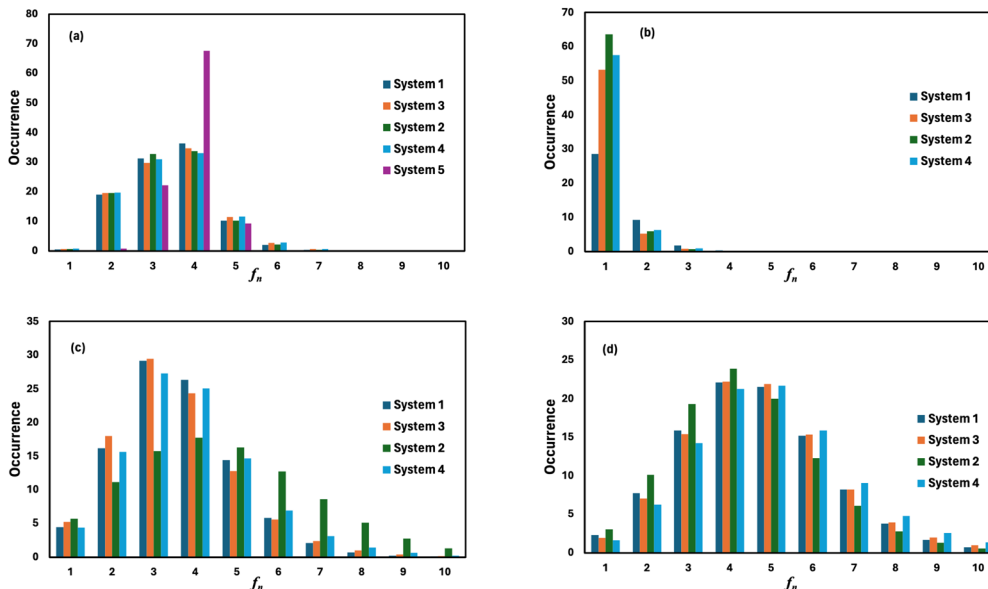 (a)
80
70
60
50
40
30
20
10
0
Occurrence
1 2 3 4 5 6 7 8 9 10
fn
System 1
System 3
System 2
System 4
System 5
(b)
70
60
50
40
30
20
10
0
Occurrence
1 2 3 4 5 6 7 8 9 10
fn
System 1
System 3
System 2
System 4
(c)
35
30
25
20
15
10
5
0
Occurrence
1 2 3 4 5 6 7 8 9 10
fn
System 1
System 3
System 2
System 4
(d)
30
25
20
15
10
5
0
Occurrence
1 2 3 4 5 6 7 8 9 10
fn
System 1
System 3
System 2
System 4